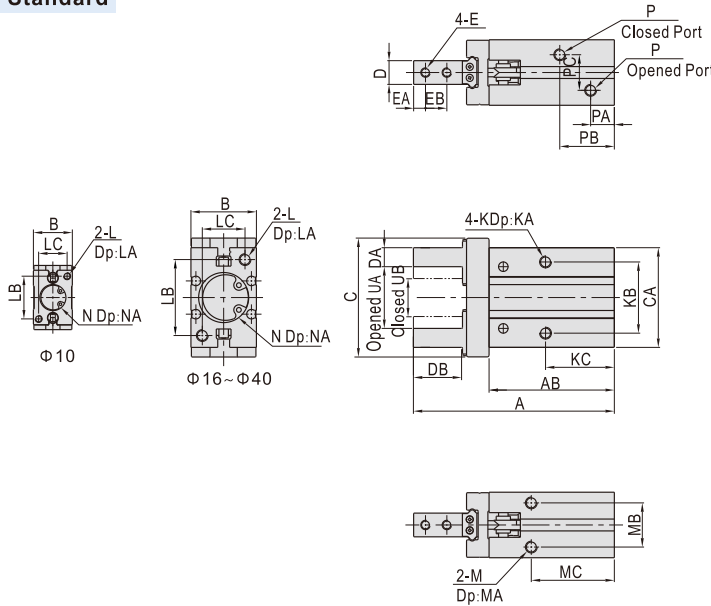 Standard
4-E
P
Closed Port
P
Opened Port
D
EA
EB
PC
PA
PB
B
LC
2-L
Dp:LA
LB
N Dp:NA
Φ10
B
LC
2-L
Dp:LA
LB
N Dp:NA
Φ16~Φ40
4-KDp:KA
C
Opened UA
Closed UB
DA
KB
CA
DB
KC
AB
A
2-M
Dp:MA
MB
MC